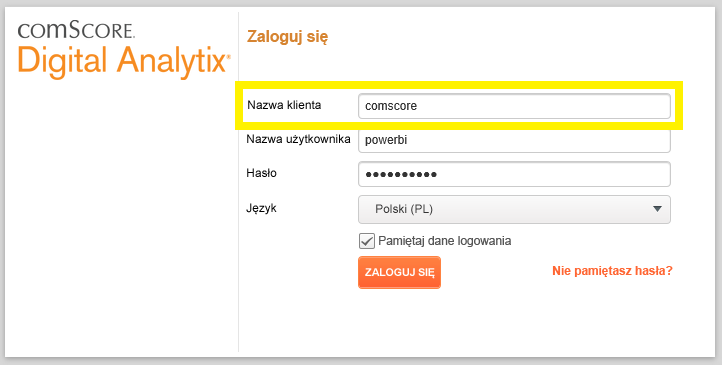 comScore.
Digital Analytix®
Zaloguj się
Nazwa klienta comscore
Nazwa użytkownika powerbi
Hasło ●●●●●●●●●●
Język Polski (PL)
Pamiętaj dane logowania
ZALOGUJ SIĘ Nie pamiętasz hasła?